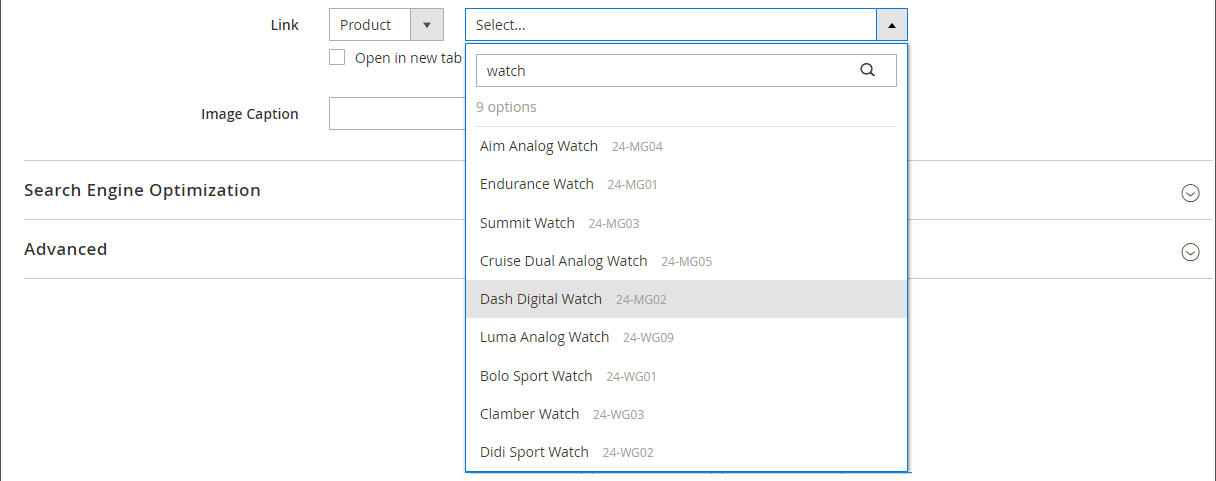 Link Product Select...
Open in new tab
watch
9 options
Image Caption
Aim Analog Watch 24-MG04
Endurance Watch 24-MG01
Search Engine Optimization
Summit Watch 24-MG03
Advanced
Cruise Dual Analog Watch 24-MG05
Dash Digital Watch 24-MG02
Luma Analog Watch 24-WG09
Bolo Sport Watch 24-WG01
Clamber Watch 24-WG03
Didi Sport Watch 24-WG02